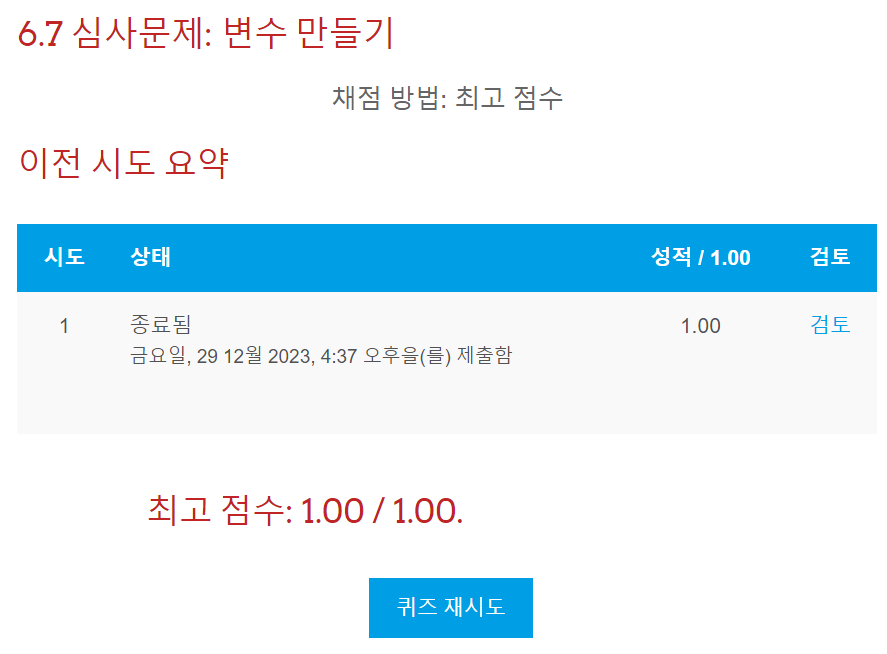 6.7 심사문제: 변수 만들기
채점 방법: 최고 점수
이전 시도 요약
시도 상태 성적 / 1.00 검토
1 종료됨 1.00 검토
금요일, 29 12월 2023, 4:37 오후을(를) 제출함
최고 점수: 1.00 / 1.00.
퀴즈 재시도